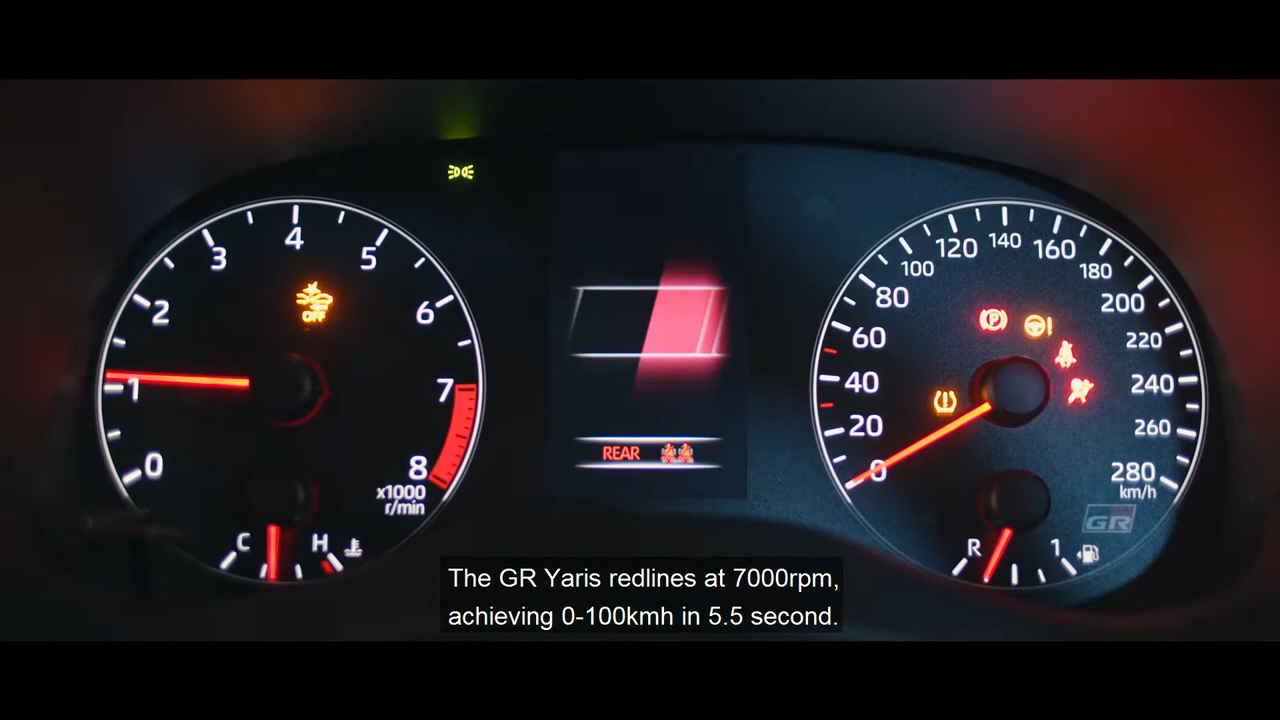 4
3
5
2
6
1
7
0
8
x1000
r/min
C
H
OFF
REAR
140
120
160
100
180
80
200
60
220
40
240
20
260
0
280
km/h
P
!
!
GR
R
1
The GR Yaris redlines at 7000rpm,
achieving 0-100kmh in 5.5 second.